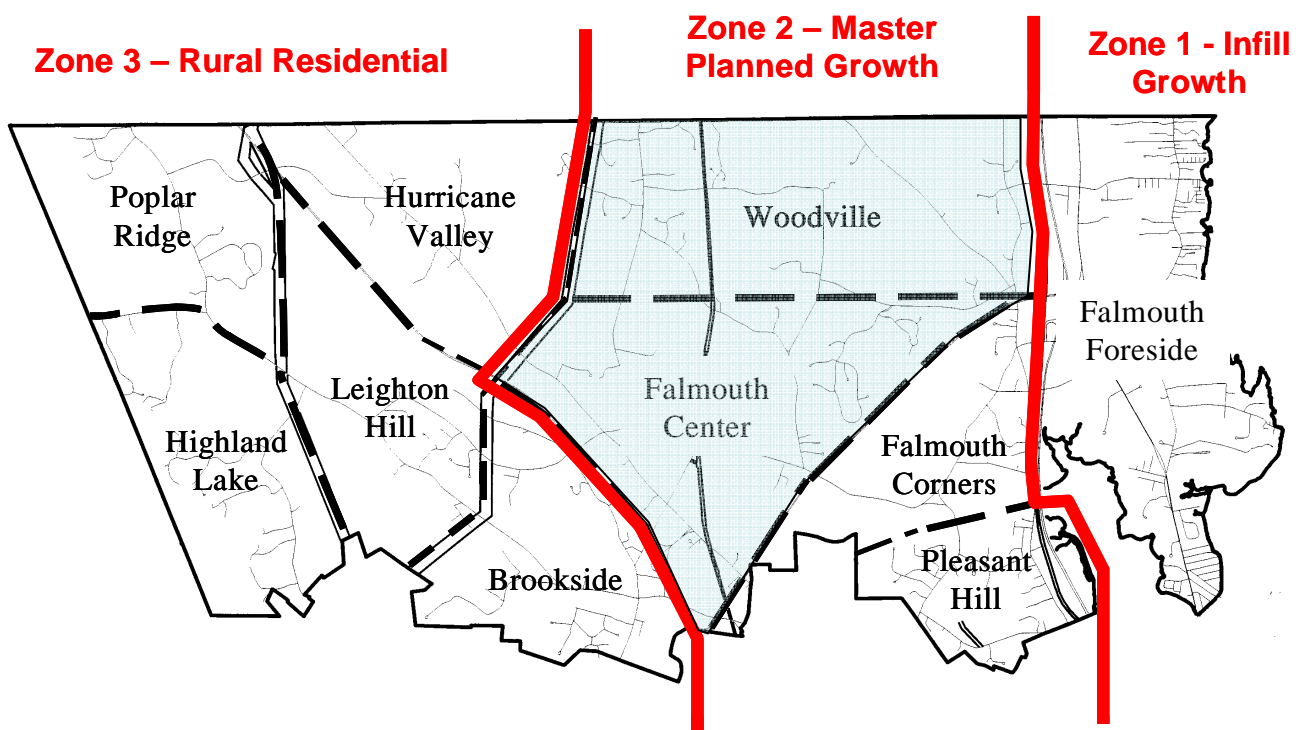 Zone 3 – Rural Residential
Zone 2 – Master
Planned Growth
Zone 1 - Infill
Growth
Poplar
Ridge
Hurricane
Valley
Woodville
Falmouth
Foreside
Leighton
Hill
Falmouth
Center
Highland
Lake
Falmouth
Corners
Brookside
Pleasant
Hill